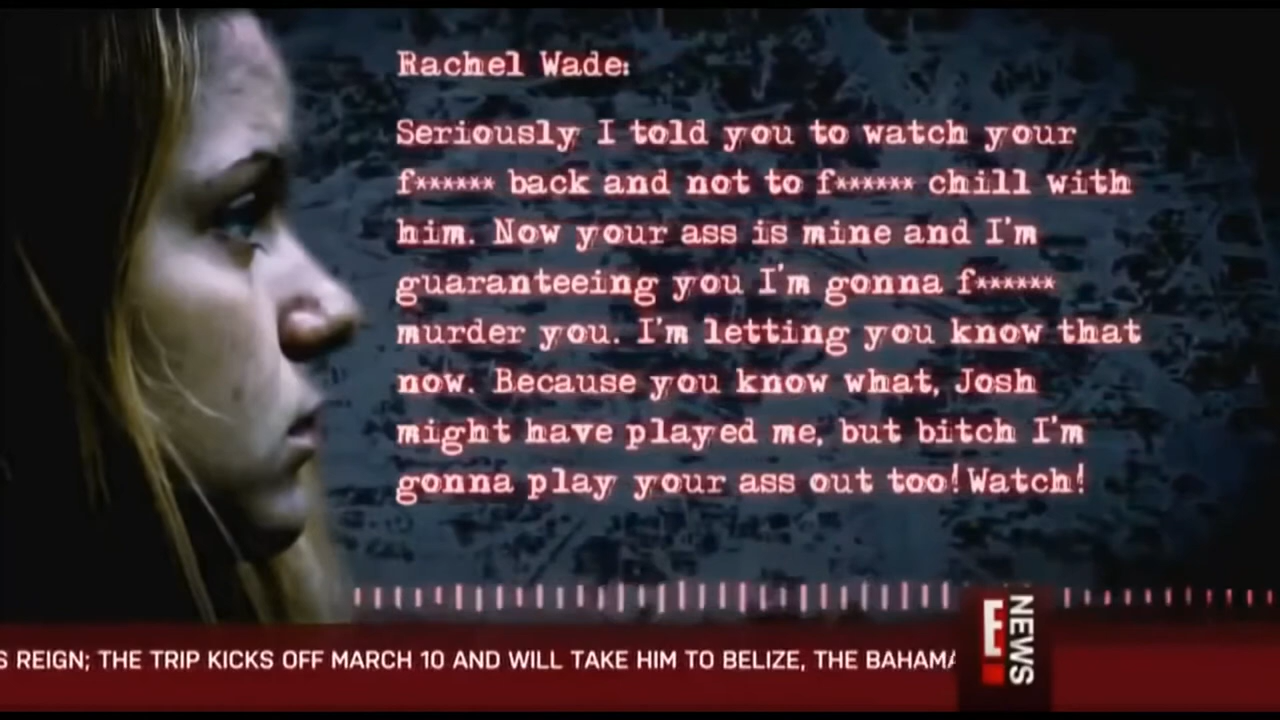 Rachel Wade:
Seriously I told you to watch your
f****** back and not to f****** chill with
him. Now your ass is mine and I'm
guaranteeing you I'm gonna f******
murder you. I'm letting you know that
now. Because you know what, Josh
might have played me, but bitch I'm
gonna play your ass out too! Watch!
S REIGN; THE TRIP KICKS OFF MARCH 10 AND WILL TAKE HIM TO BELIZE, THE BAHAMA
E!
NEWS